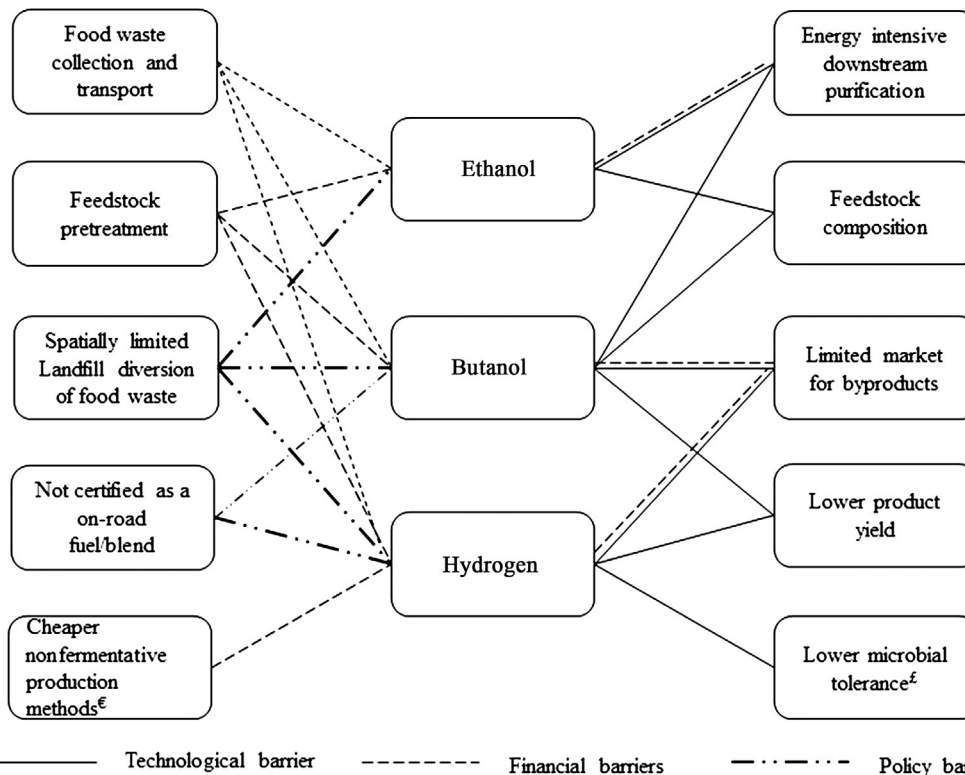 Food waste
collection and
transport
Feedstock
pretreatment
Spatially limited
Landfill diversion
of food waste
Not certified as a
on-road
fuel/blend
Cheaper
nonfermentative
production
methods€
Ethanol
Butanol
Hydrogen
Energy intensive
downstream
purification
Feedstock
composition
Limited market
for byproducts
Lower product
yield
Lower microbial
tolerance£
Technological barrier
Financial barriers
Policy ba